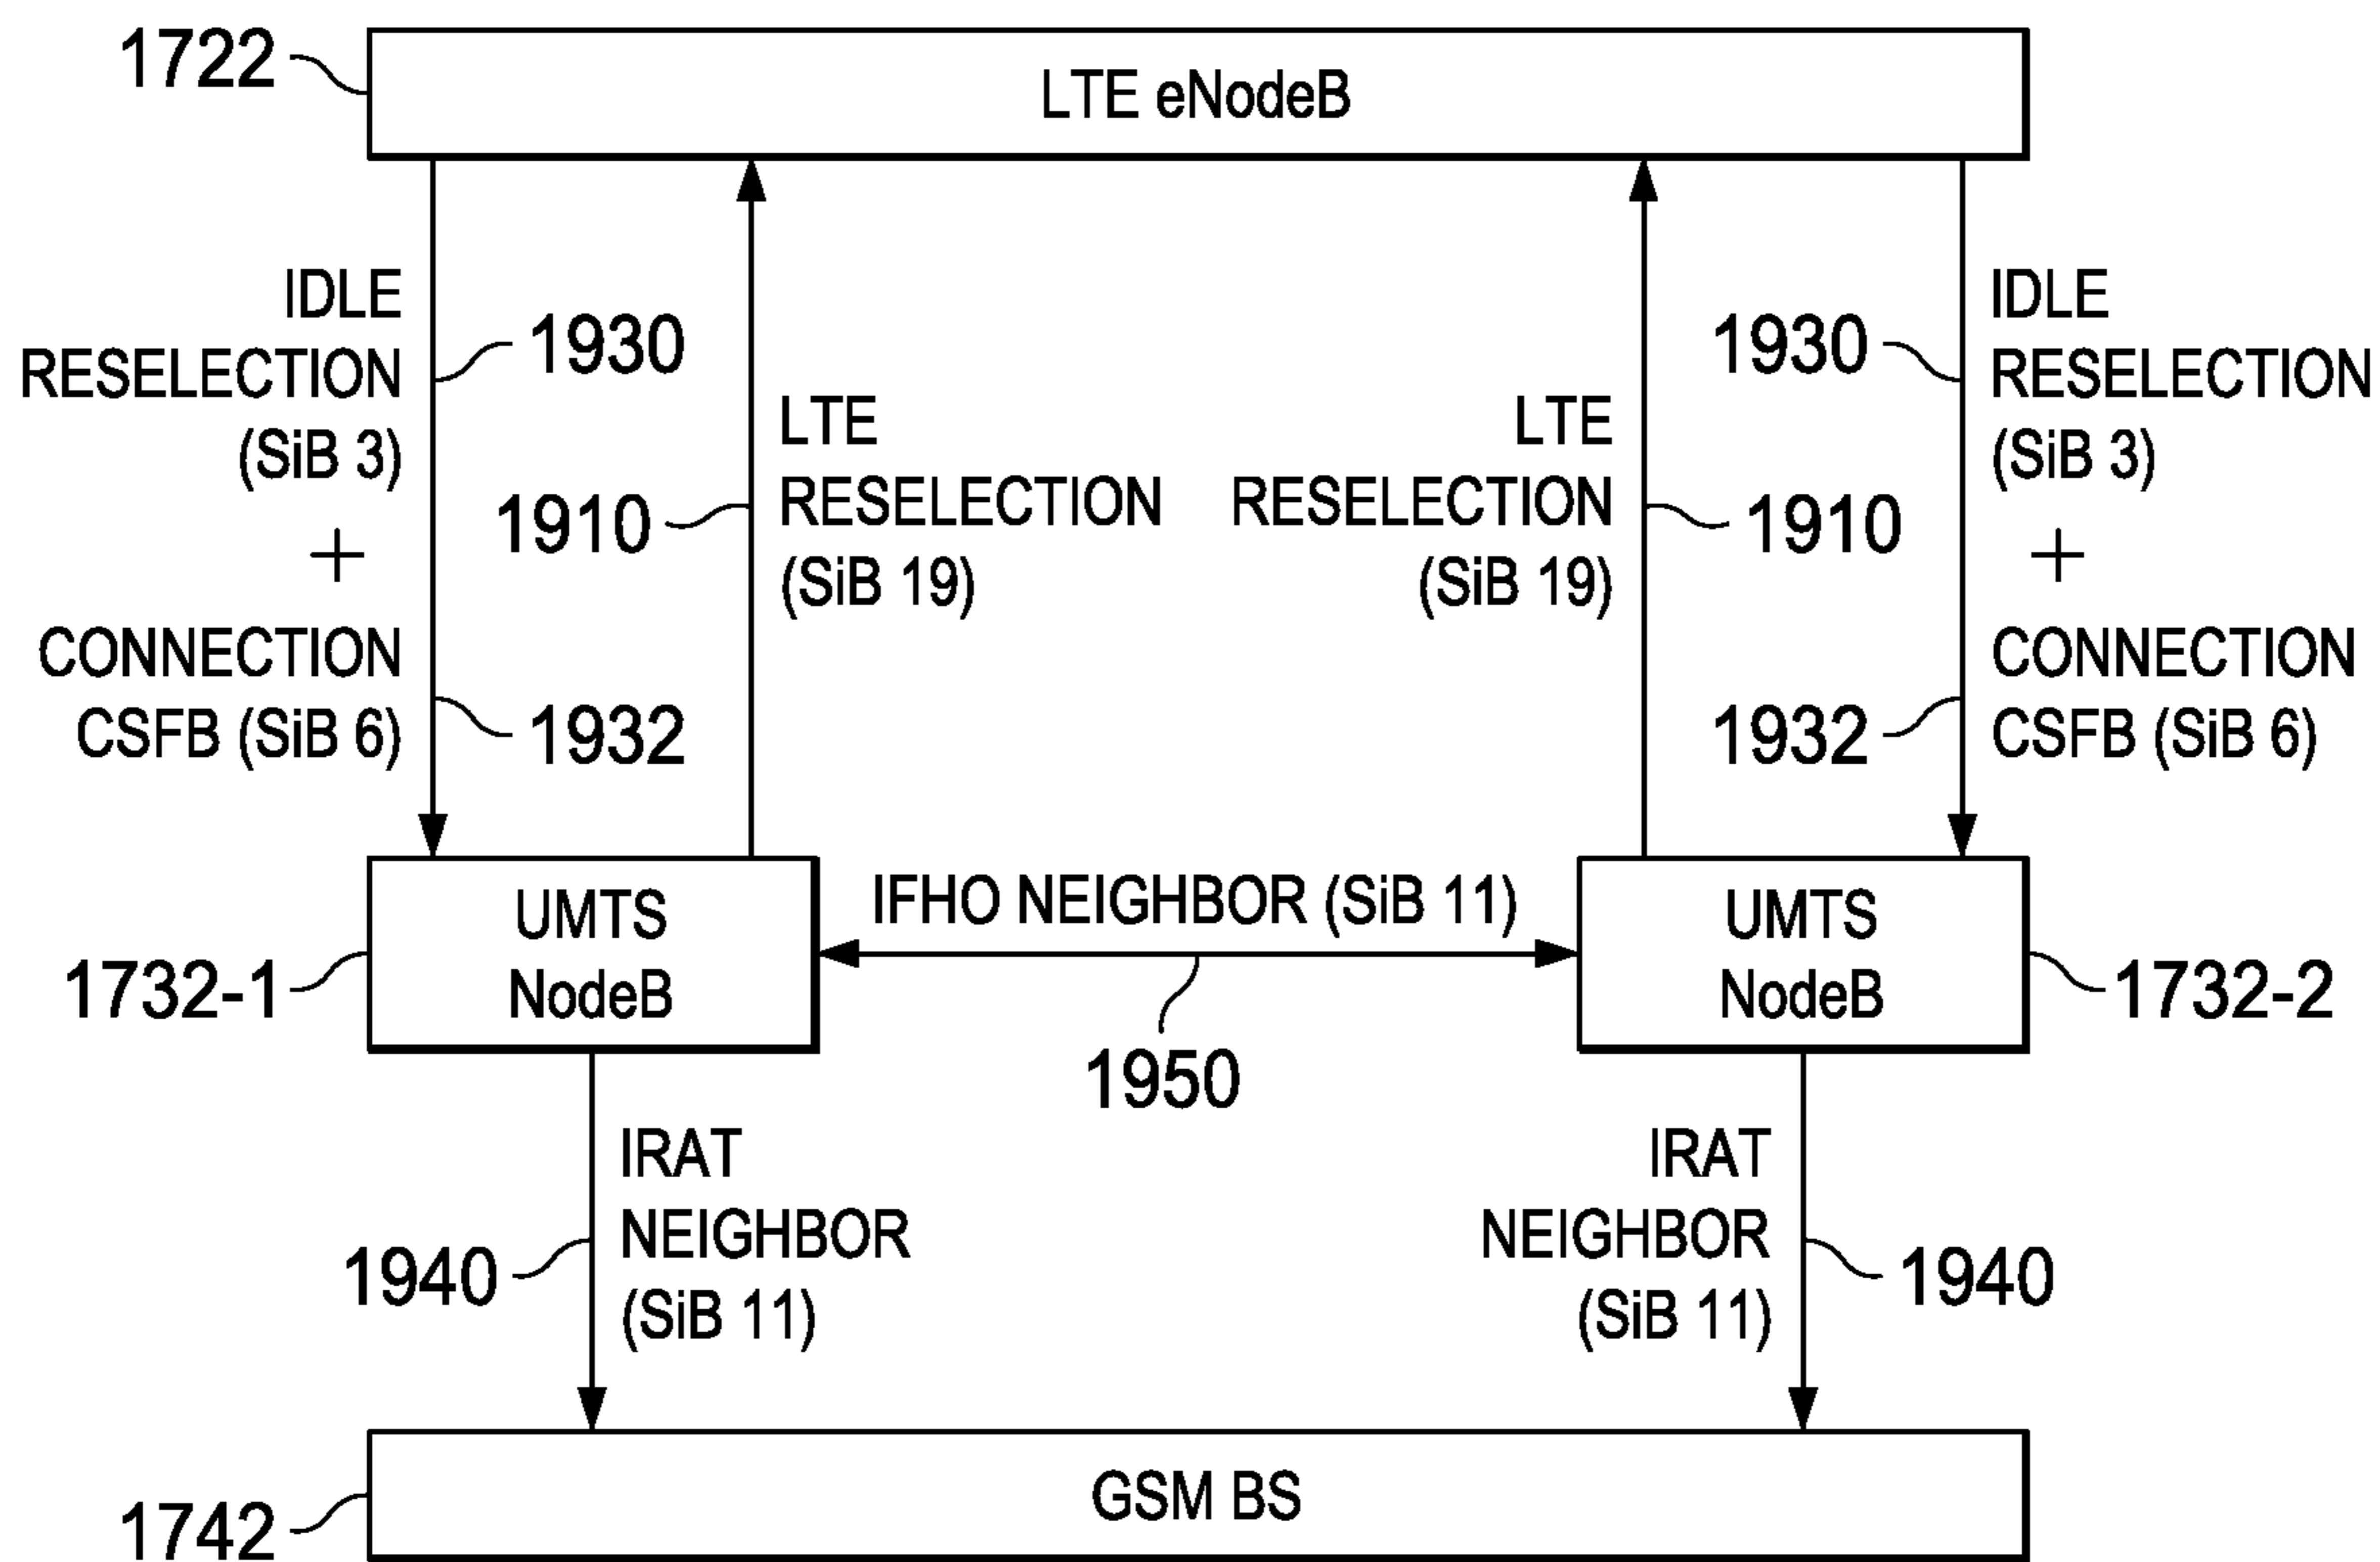 1722
LTE eNodeB
IDLE
RESELECTION
(SiB 3)
+
CONNECTION
CSFB (SiB 6)
1930
1932
1910
LTE
RESELECTION
(SiB 19)
LTE
RESELECTION
(SiB 19)
1910
1930
1932
IDLE
RESELECTION
(SiB 3)
+
CONNECTION
CSFB (SiB 6)
1732-1
UMTS
NodeB
IFHO NEIGHBOR (SiB 11)
1950
UMTS
NodeB
1732-2
1940
IRAT
NEIGHBOR
(SiB 11)
IRAT
NEIGHBOR
(SiB 11)
1940
1742
GSM BS